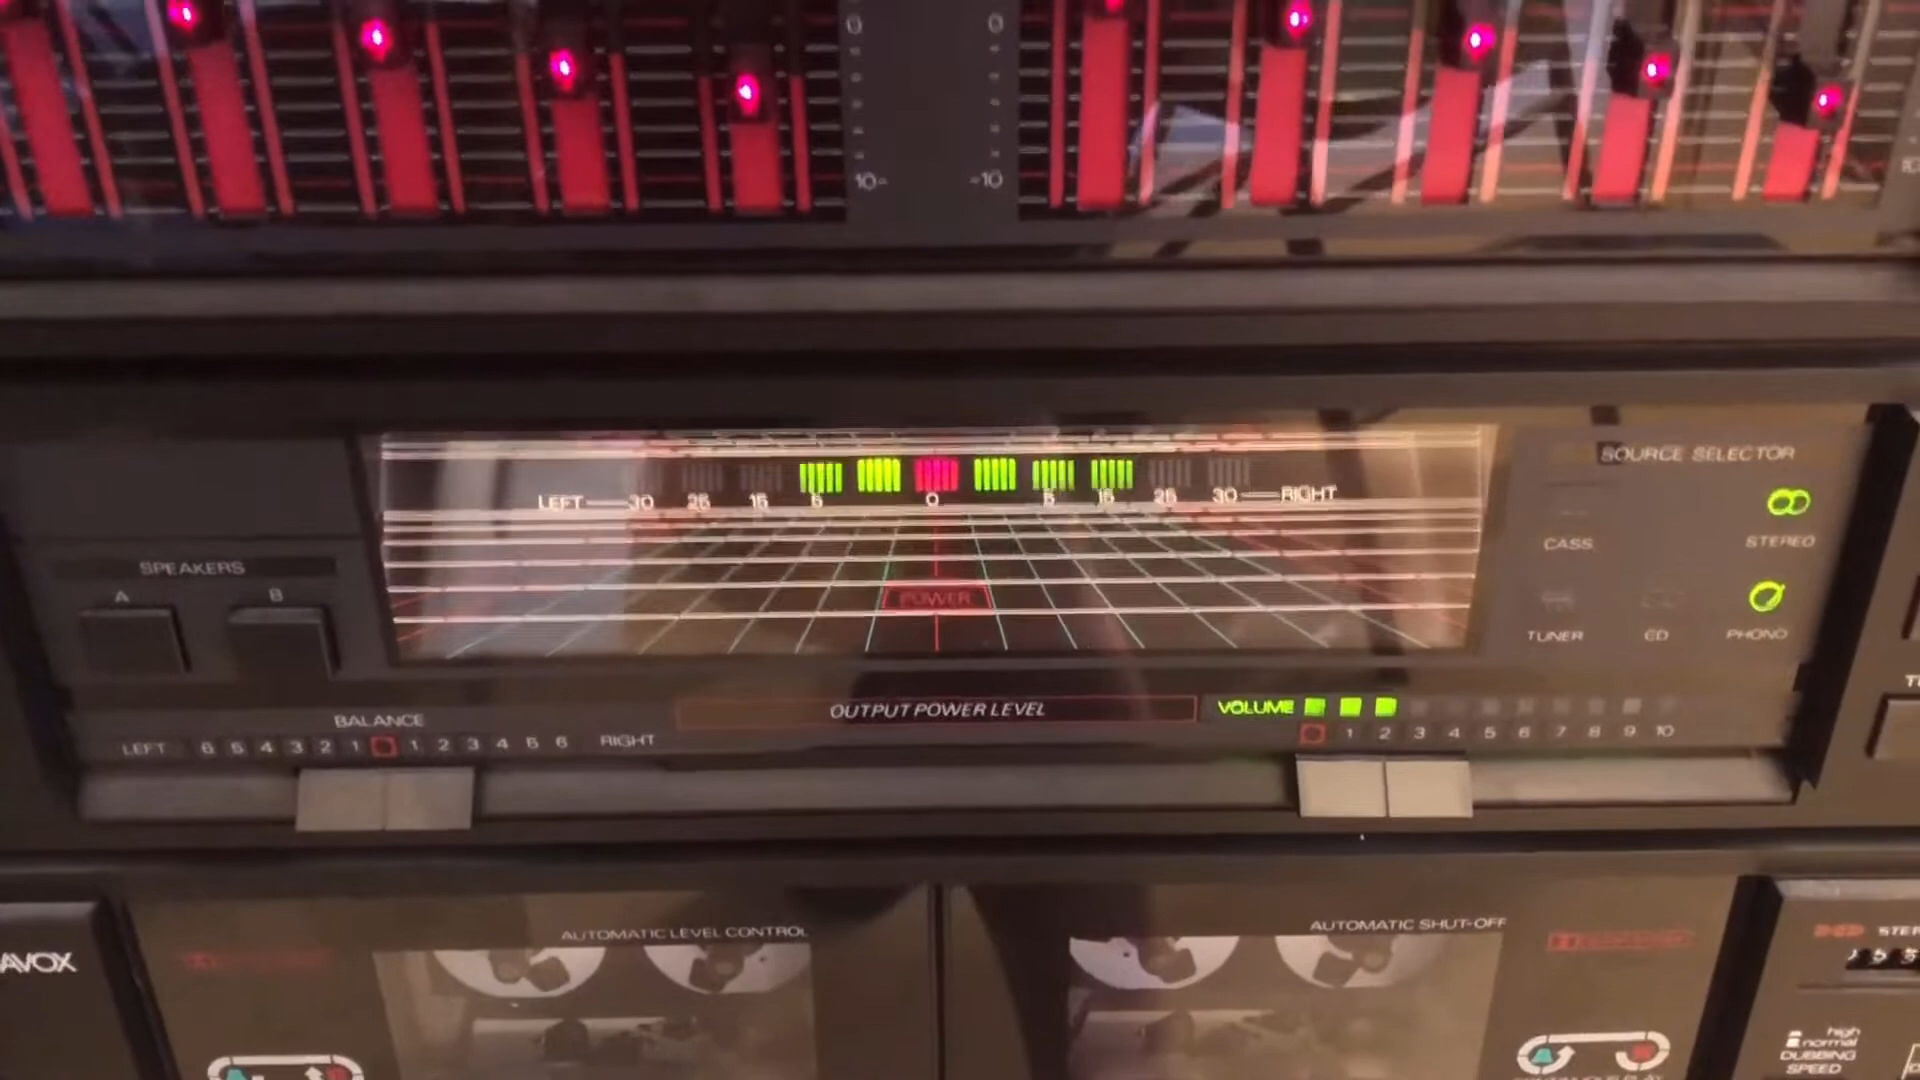 0 0
10- -10
SOURCE SELECTOR
LEFT 30 25 15 5 0 5 15 25 30 RIGHT
CASS. STEREO
SPEAKERS
A B
POWER
TUNER CD PHONO
BALANCE
LEFT 6 5 4 3 2 1 0 1 2 3 4 5 6 RIGHT
OUTPUT POWER LEVEL
VOLUME
0 1 2 3 4 5 6 7 8 9 10
AUTOMATIC LEVEL CONTROL
AUTOMATIC SHUT-OFF
AVOX
high
normal
DUBBING
SPEED